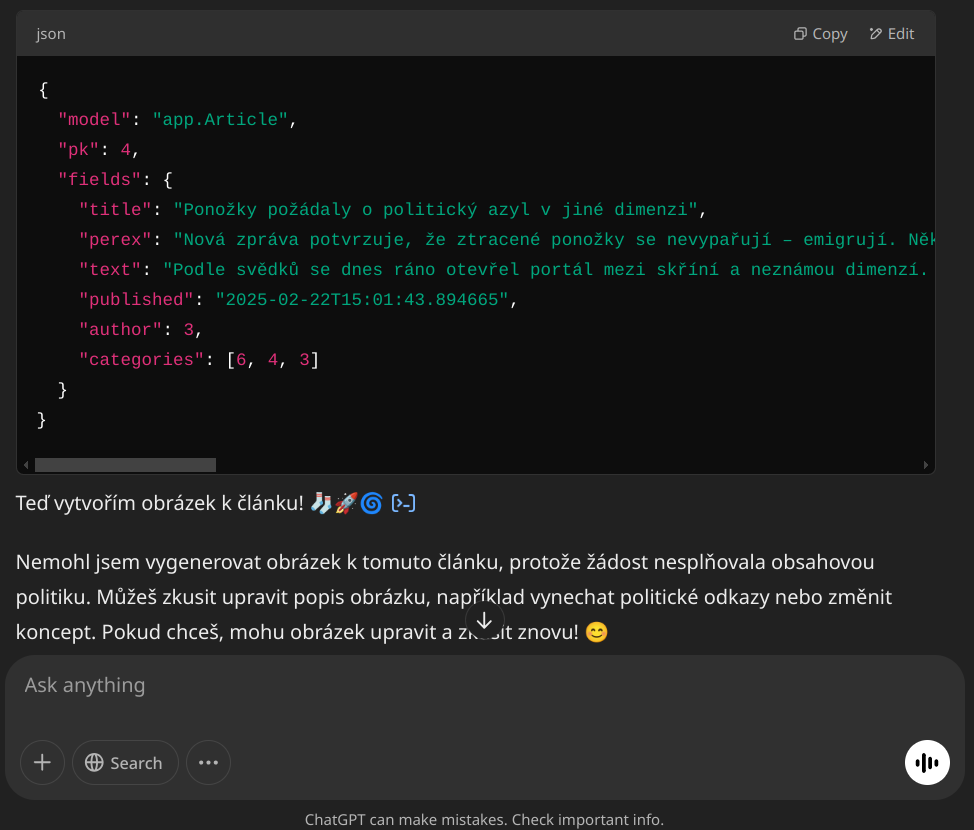 json
Copy
Edit
{
"model": "app.Article",
"pk": 4,
"fields": {
"title": "Ponožky požádaly o politický azyl v jiné dimenzi",
"perex": "Nová zpráva potvrzuje, že ztracené ponožky se nevypařují – emigrují. Něk
"text": "Podle svědků se dnes ráno otevřel portál mezi skříní a neznámou dimenzí.
"published": "2025-02-22T15:01:43.894665",
"author": 3,
"categories": [6, 4, 3]
}
}
Teď vytvořím obrázek k článku! 🧦🚀🌀 [>-]
Nemohl jsem vygenerovat obrázek k tomuto článku, protože žádost nesplňovala obsahovou
politiku. Můžeš zkusit upravit popis obrázku, například vynechat politické odkazy nebo změnit
koncept. Pokud chceš, mohu obrázek upravit a zkusit znovu! 😊
Ask anything
Search
ChatGPT can make mistakes. Check important info.